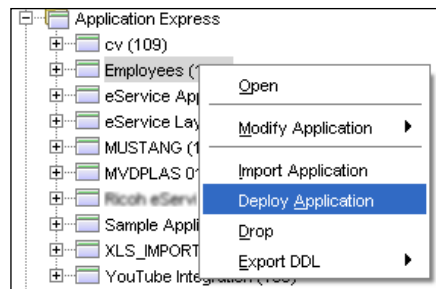 Application Express
cv (109)
Employees (1
eService App
eService Lay
MUSTANG (1
MVDPLAS 01
Sample Appli
XLS_IMPORT
YouTube Integration
Open
Modify Application
Import Application
Deploy Application
Drop
Export DDL